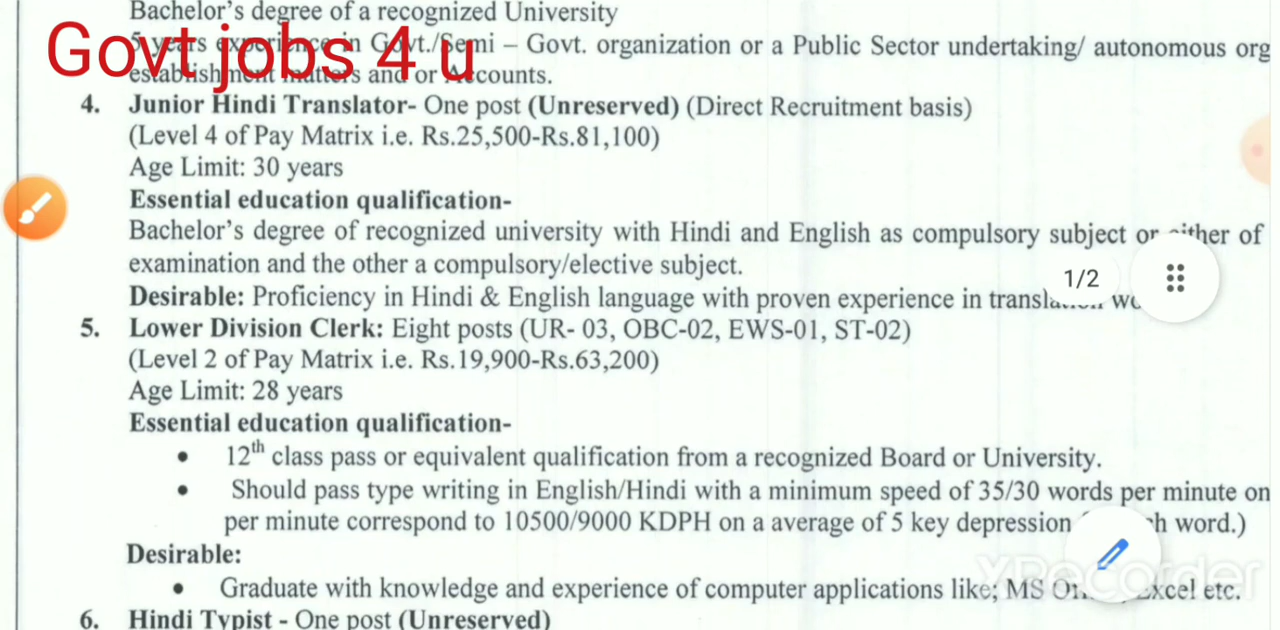 Bachelor's degree of a recognized University
Govt jobs 4 u
5 years experience in Govt./Semi – Govt. organization or a Public Sector undertaking/ autonomous org
establishment matters and or Accounts.
4. Junior Hindi Translator- One post (Unreserved) (Direct Recruitment basis)
(Level 4 of Pay Matrix i.e. Rs.25,500-Rs.81,100)
Age Limit: 30 years
Essential education qualification-
Bachelor's degree of recognized university with Hindi and English as compulsory subject or either of
examination and the other a compulsory/elective subject.
1/2
Desirable: Proficiency in Hindi & English language with proven experience in
5. Lower Division Clerk: Eight posts (UR- 03, OBC-02, EWS-01, ST-02)
(Level 2 of Pay Matrix i.e. Rs.19,900-Rs.63,200)
Age Limit: 28 years
Essential education qualification-
• 12th class pass or equivalent qualification from a recognized Board or University.
• Should pass type writing in English/Hindi with a minimum speed of 35/30 words per minute on
per minute correspond to 10500/9000 KDPH on a average of 5 key depression word.)
Desirable:
• Graduate with knowledge and experience of computer applications like; MS Excel etc.
XRecorder
6. Hindi Typist - One post (Unreserved)